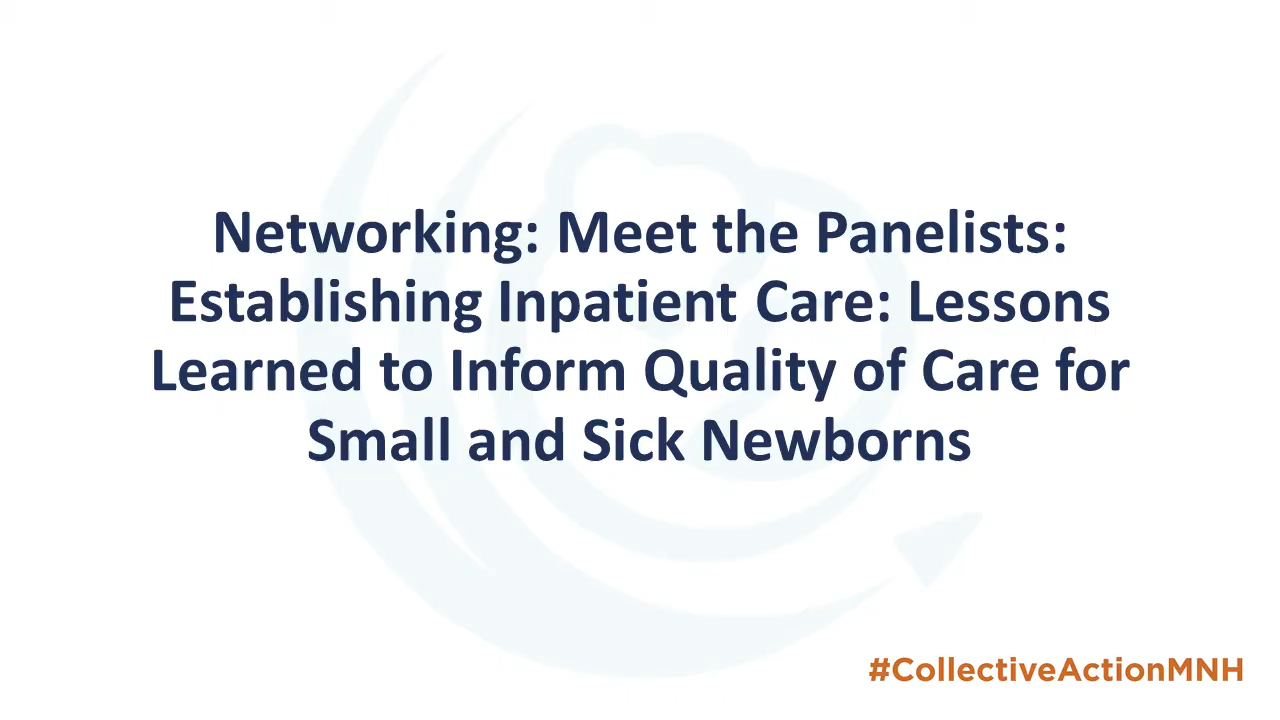 Networking: Meet the Panelists:
Establishing Inpatient Care: Lessons
Learned to Inform Quality of Care for
Small and Sick Newborns
#CollectiveActionMNH